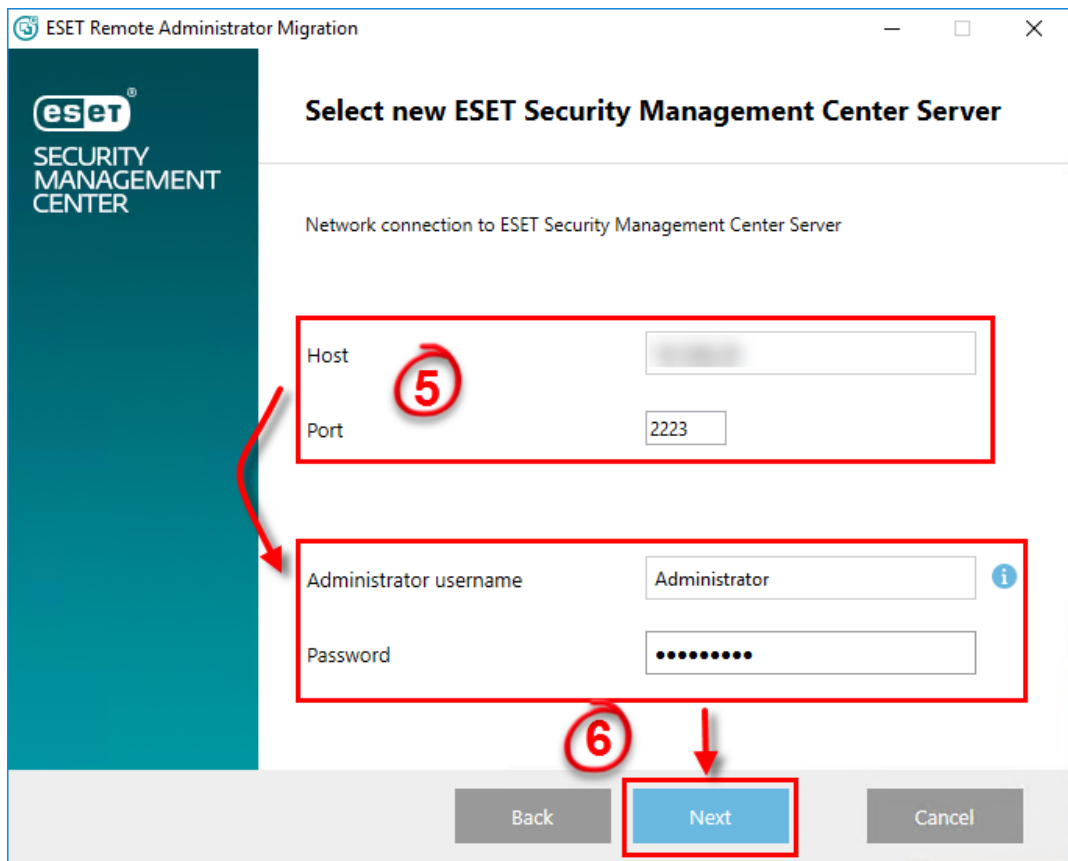 ESET Remote Administrator Migration
eset®
SECURITY
MANAGEMENT
CENTER
Select new ESET Security Management Center Server
Network connection to ESET Security Management Center Server
Host
5
Port 2223
Administrator username Administrator
Password •••••••••
6
Back Next Cancel